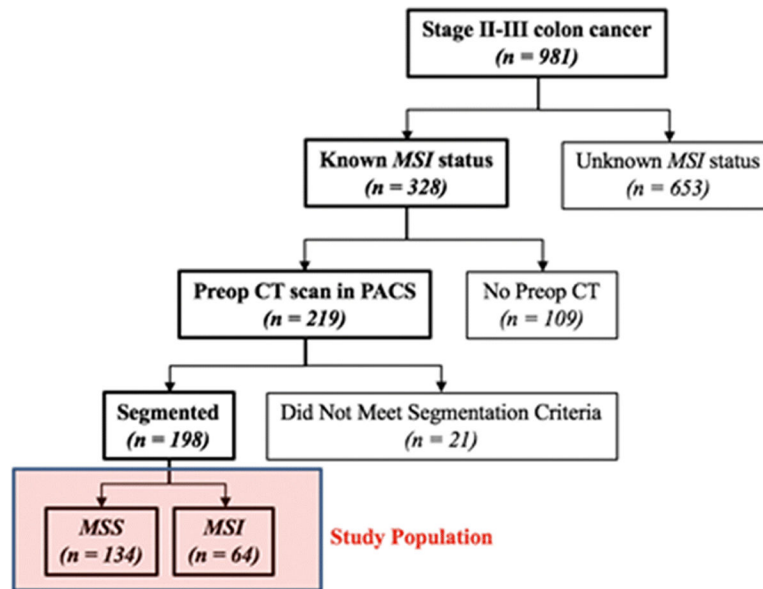 Stage II-III colon cancer
(n = 981)
Known MSI status
(n = 328)
Unknown MSI status
(n = 653)
Preop CT scan in PACS
(n = 219)
No Preop CT
(n = 109)
Segmented
(n = 198)
Did Not Meet Segmentation Criteria
(n = 21)
MSS
(n = 134)
MSI
(n = 64)
Study Population